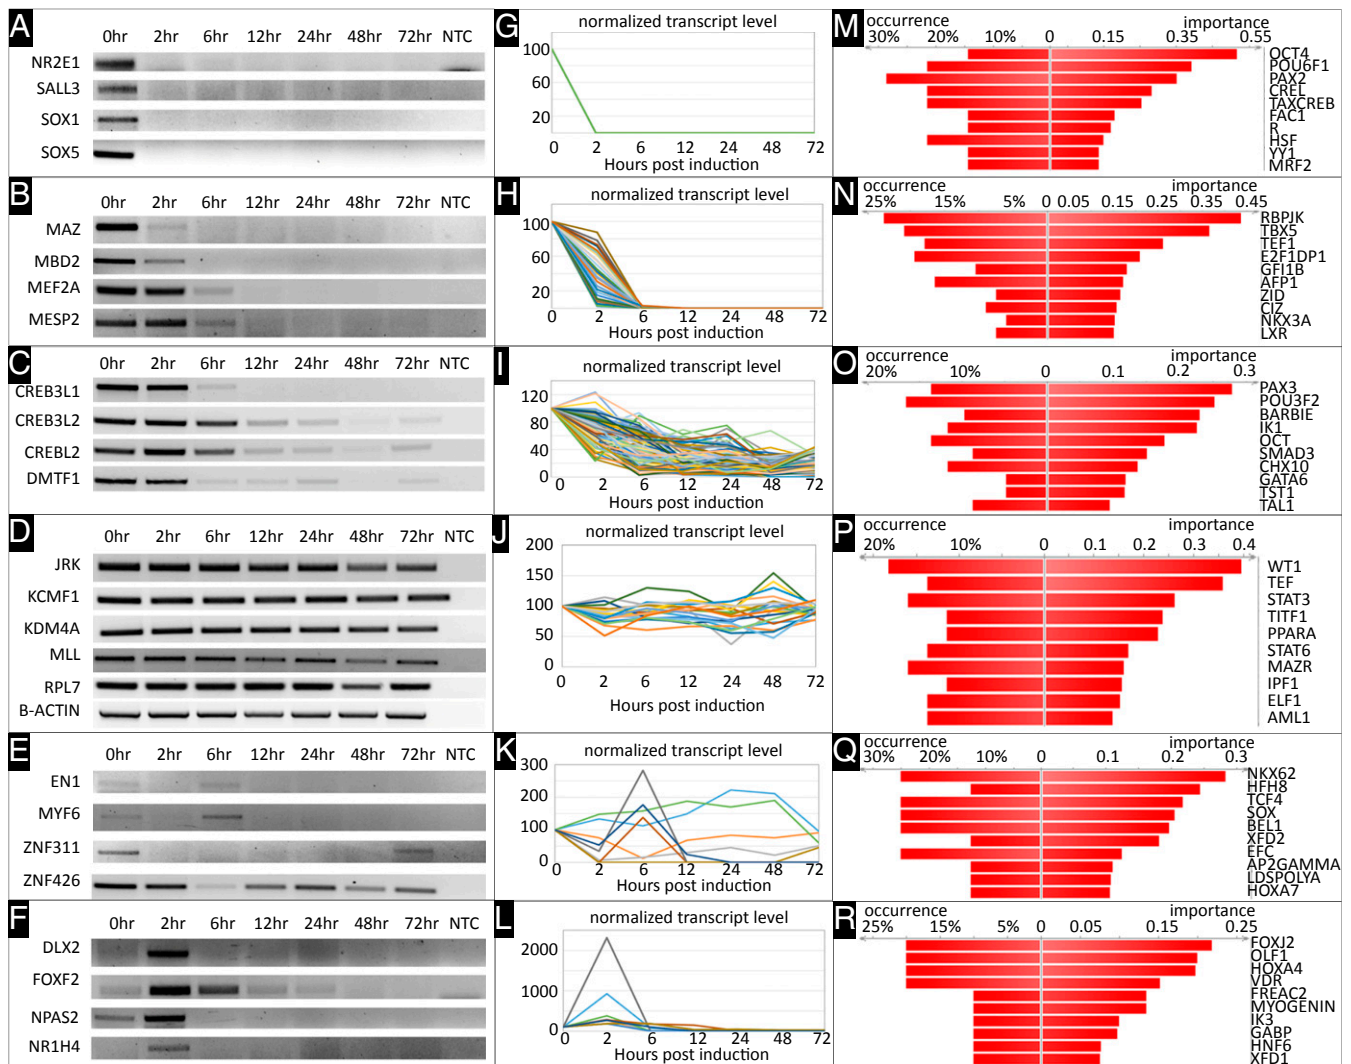 A
0hr 2hr 6hr 12hr 24hr 48hr 72hr NTC
NR2E1
SALL3
SOX1
SOX5
G
normalized transcript level
100
60
20
0 2 6 12 24 48 72
Hours post induction
M
occurrence importance
30% 20% 10% 0 0.15 0.35 0.55
OCT4
POU6F1
PAX2
CREL
TAXCREB
FAC1
R
HSF
YY1
MRF2
B
0hr 2hr 6hr 12hr 24hr 48hr 72hr NTC
MAZ
MBD2
MEF2A
MESP2
H
normalized transcript level
100
60
20
0 2 6 12 24 48 72
Hours post induction
N
occurrence importance
25% 15% 5% 0 0.05 0.15 0.25 0.35 0.45
RBPJK
TBX5
TEF1
E2F1DP1
GFI1B
AFP1
ZID
CIZ
NKX3A
LXR
C
0hr 2hr 6hr 12hr 24hr 48hr 72hr NTC
CREB3L1
CREB3L2
CREBL2
DMTF1
I
normalized transcript level
120
80
40
0
0 2 6 12 24 48 72
Hours post induction
O
occurrence importance
20% 10% 0 0.1 0.2 0.3
PAX3
POU3F2
BARBIE
IK1
OCT
SMAD3
CHX10
GATA6
TST1
TAL1
D
0hr 2hr 6hr 12hr 24hr 48hr 72hr NTC
JRK
KCMF1
KDM4A
MLL
RPL7
B-ACTIN
J
normalized transcript level
200
150
100
50
0
0 2 6 12 24 48 72
Hours post induction
P
occurrence importance
20% 10% 0 0.1 0.2 0.3 0.4
WT1
TEF
STAT3
TITF1
PPARA
STAT6
MAZR
IPF1
ELF1
AML1
E
0hr 2hr 6hr 12hr 24hr 48hr 72hr NTC
EN1
MYF6
ZNF311
ZNF426
K
normalized transcript level
300
200
100
0
0 2 6 12 24 48 72
Hours post induction
Q
occurrence importance
30% 20% 10% 0 0.1 0.2 0.3
NKX62
HFH8
TCF4
SOX
BEL1
XFD2
EFC
AP2GAMMA
LDSPOLYA
HOXA7
F
0hr 2hr 6hr 12hr 24hr 48hr 72hr NTC
DLX2
FOXF2
NPAS2
NR1H4
L
normalized transcript level
2000
1000
0
0 2 6 12 24 48 72
Hours post induction
R
occurrence importance
25% 15% 5% 0 0.05 0.15 0.25
FOXJ2
OLF1
HOXA4
VDR
FREAC2
MYOGENIN
IK3
GABP
HNF6
XFD1